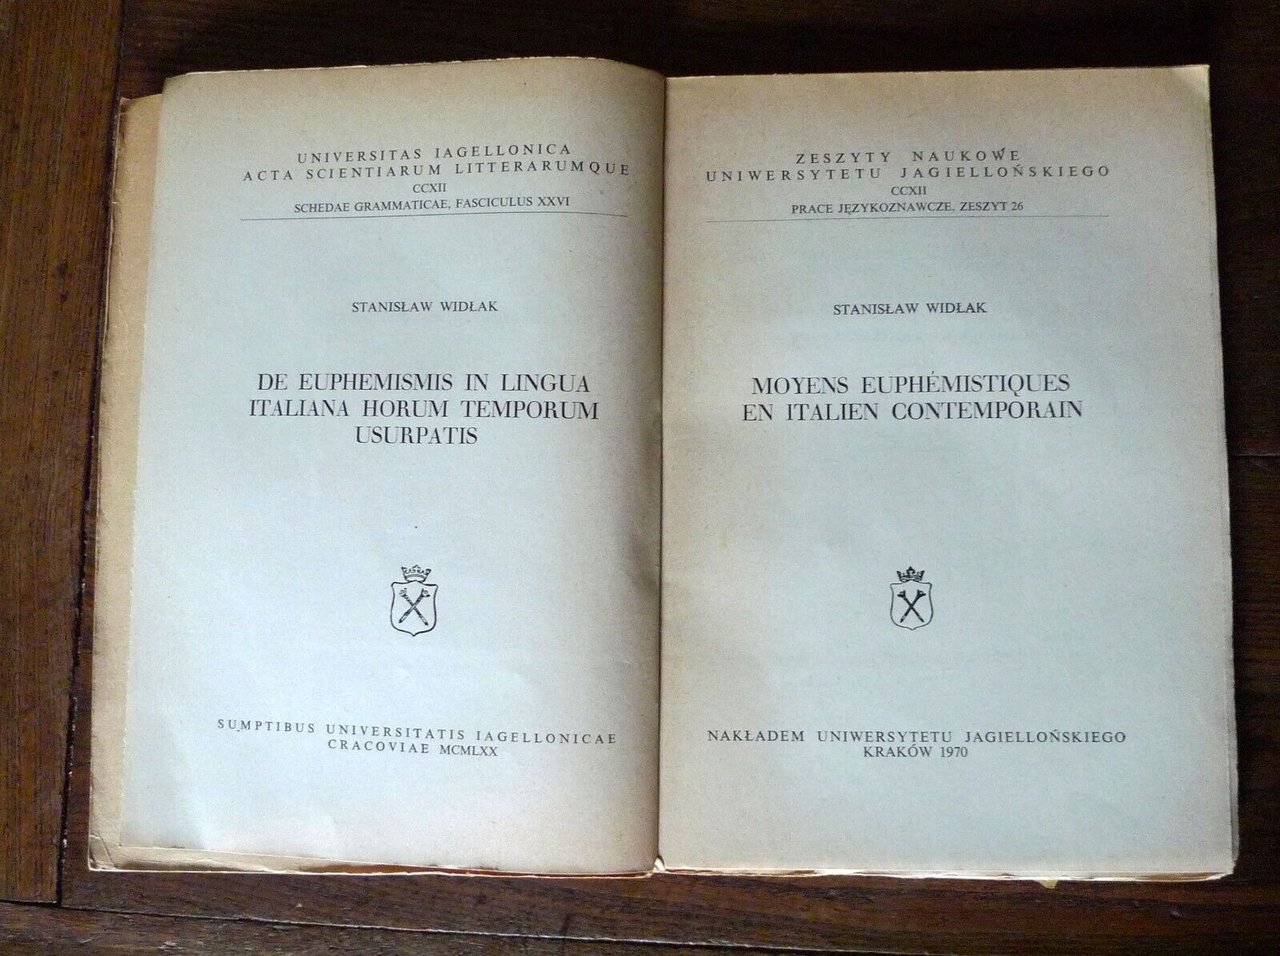 UNIVERSITAS IAGELLONICA
ACTA SCIENTIARUM LITTERARUMQUE
CCXII
SCHEDAE GRAMMATICAE, FASCICULUS XXVI
STANISŁAW WIDŁAK
DE EUPHEMISMIS IN LINGUA
ITALIANA HORUM TEMPORUM
USURPATIS
SUMPTIBUS UNIVERSITATIS IAGELLONICAE
CRACOVIAE MCMLXX
ZESZYTY NAUKOWE
UNIWERSYTETU JAGIELLOŃSKIEGO
CCXII
PRACE JĘZYKOZNAWCZE, ZESZYT 26
STANISŁAW WIDŁAK
MOYENS EUPHÉMISTIQUES
EN ITALIEN CONTEMPORAIN
NAKŁADEM UNIWERSYTETU JAGIELLOŃSKIEGO
KRAKÓW 1970